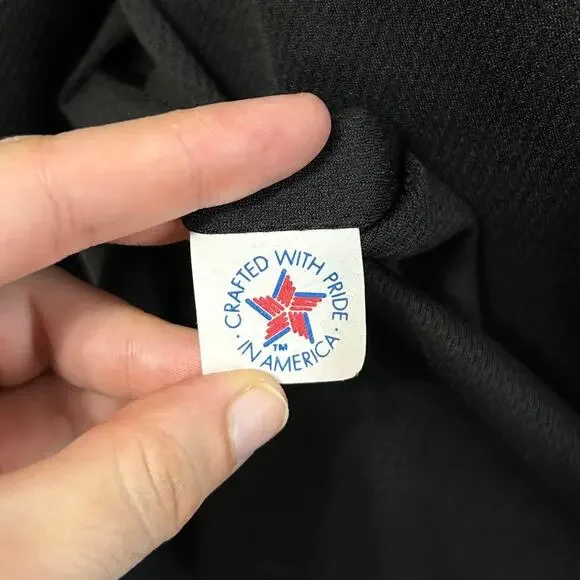 CRAFTED WITH PRIDE
· IN AMERICA ·
TM